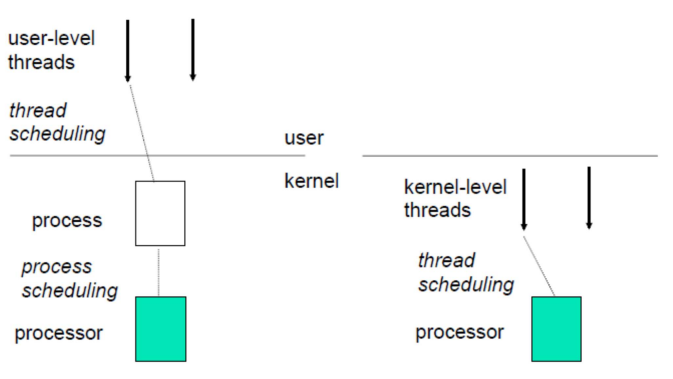 user-level
threads
thread
scheduling
user
kernel
process
process
scheduling
processor
kernel-level
threads
thread
scheduling
processor